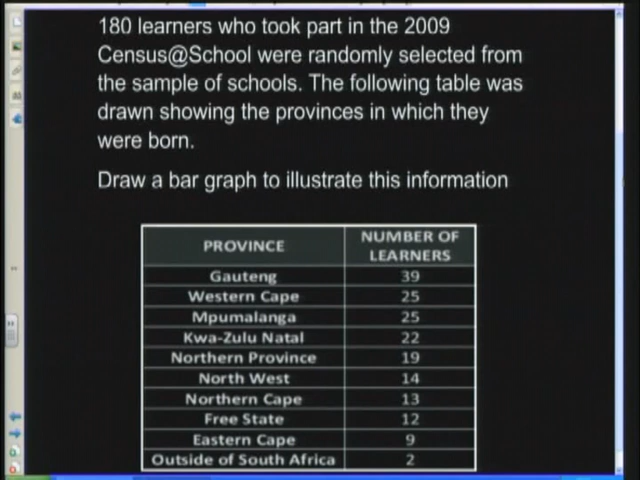 180 learners who took part in the 2009
Census@School were randomly selected from
the sample of schools. The following table was
drawn showing the provinces in which they
were born.
Draw a bar graph to illustrate this information
PROVINCE NUMBER OF LEARNERS
Gauteng 39
Western Cape 25
Mpumalanga 25
Kwa-Zulu Natal 22
Northern Province 19
North West 14
Northern Cape 13
Free State 12
Eastern Cape 9
Outside of South Africa 2